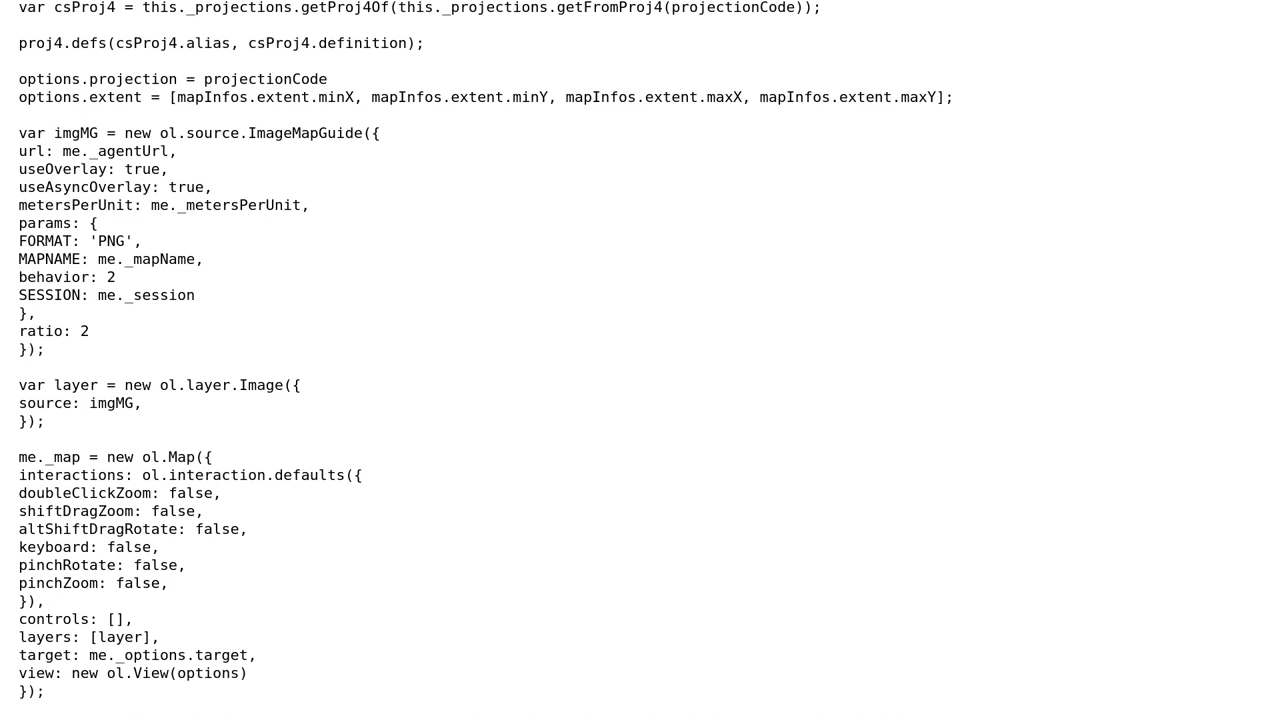 var csProj4 = this._projections.getProj4Of(this._projections.getFromProj4(projectionCode));
proj4.defs(csProj4.alias, csProj4.definition);
options.projection = projectionCode
options.extent = [mapInfos.extent.minX, mapInfos.extent.minY, mapInfos.extent.maxX, mapInfos.extent.maxY];
var imgMG = new ol.source.ImageMapGuide({
url: me._agentUrl,
useOverlay: true,
useAsyncOverlay: true,
metersPerUnit: me._metersPerUnit,
params: {
FORMAT: 'PNG',
MAPNAME: me._mapName,
behavior: 2
SESSION: me._session
},
ratio: 2
});
var layer = new ol.layer.Image({
source: imgMG,
});
me._map = new ol.Map({
interactions: ol.interaction.defaults({
doubleClickZoom: false,
shiftDragZoom: false,
altShiftDragRotate: false,
keyboard: false,
pinchRotate: false,
pinchZoom: false,
}),
controls: [],
layers: [layer],
target: me._options.target,
view: new ol.View(options)
});